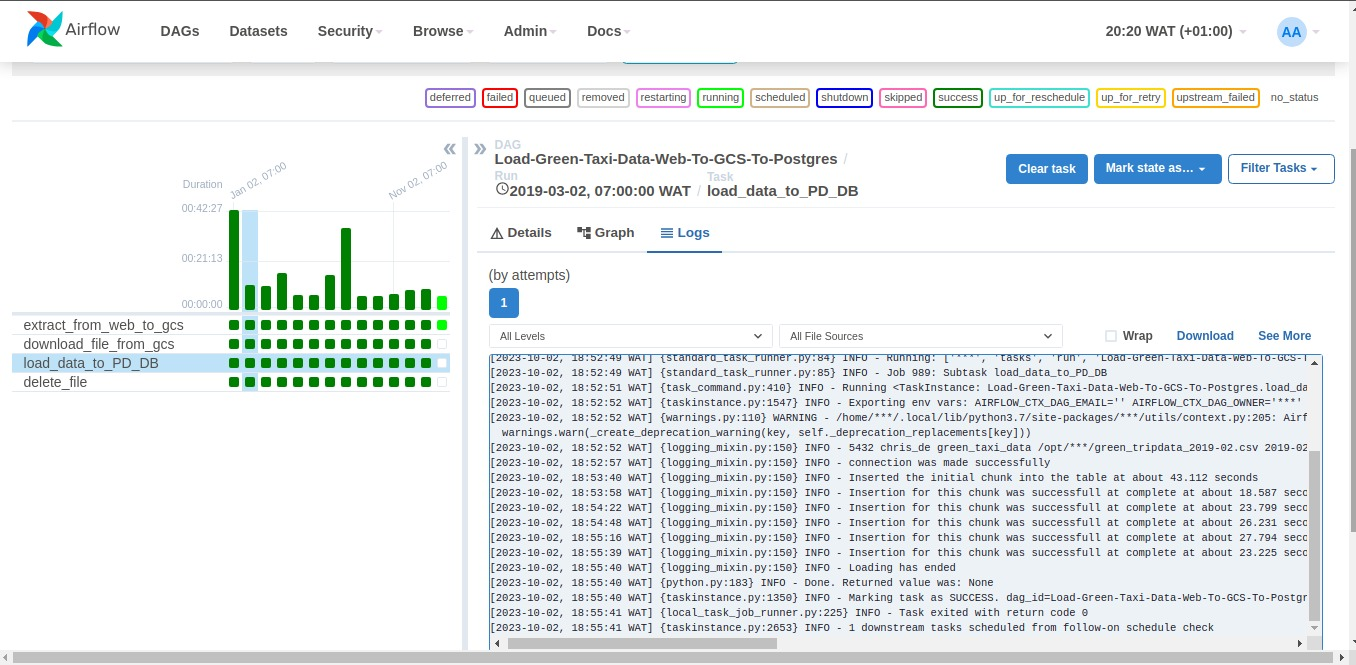 Airflow DAGs Datasets Security Browse Admin Docs 20:20 WAT (+01:00) AA
deferred failed queued removed restarting running scheduled shutdown skipped success up_for_reschedule up_for_retry upstream_failed no_status
DAG
Load-Green-Taxi-Data-Web-To-GCS-To-Postgres /
Run Task
2019-03-02, 07:00:00 WAT / load_data_to_PD_DB
Clear task Mark state as… Filter Tasks
Duration Jan 02, 07:00 Nov 02, 07:00
00:42:27
00:21:13
00:00:00
extract_from_web_to_gcs
download_file_from_gcs
load_data_to_PD_DB
delete_file
Details Graph Logs
(by attempts)
1
All Levels All File Sources Wrap Download See More
[2023-10-02, 18:52:49 WAT] {standard_task_runner.py:84} INFO - Running: ['***', 'tasks', 'run', 'Load-Green-Taxi-Data-Web-To-GCS-T
[2023-10-02, 18:52:49 WAT] {standard_task_runner.py:85} INFO - Job 989: Subtask load_data_to_PD_DB
[2023-10-02, 18:52:51 WAT] {task_command.py:410} INFO - Running <TaskInstance: Load-Green-Taxi-Data-Web-To-GCS-To-Postgres.load_da
[2023-10-02, 18:52:52 WAT] {taskinstance.py:1547} INFO - Exporting env vars: AIRFLOW_CTX_DAG_EMAIL='' AIRFLOW_CTX_DAG_OWNER='***'
[2023-10-02, 18:52:52 WAT] {warnings.py:110} WARNING - /home/***/.local/lib/python3.7/site-packages/***/utils/context.py:205: Airf
warnings.warn(_create_deprecation_warning(key, self._deprecation_replacements[key]))
[2023-10-02, 18:52:52 WAT] {logging_mixin.py:150} INFO - 5432 chris_de green_taxi_data /opt/***/green_tripdata_2019-02.csv 2019-02
[2023-10-02, 18:52:57 WAT] {logging_mixin.py:150} INFO - connection was made successfully
[2023-10-02, 18:53:40 WAT] {logging_mixin.py:150} INFO - Inserted the initial chunk into the table at about 43.112 seconds
[2023-10-02, 18:53:58 WAT] {logging_mixin.py:150} INFO - Insertion for this chunk was successfull at complete at about 18.587 seco
[2023-10-02, 18:54:22 WAT] {logging_mixin.py:150} INFO - Insertion for this chunk was successfull at complete at about 23.799 seco
[2023-10-02, 18:54:48 WAT] {logging_mixin.py:150} INFO - Insertion for this chunk was successfull at complete at about 26.231 seco
[2023-10-02, 18:55:16 WAT] {logging_mixin.py:150} INFO - Insertion for this chunk was successfull at complete at about 27.794 seco
[2023-10-02, 18:55:39 WAT] {logging_mixin.py:150} INFO - Insertion for this chunk was successfull at complete at about 23.225 seco
[2023-10-02, 18:55:40 WAT] {logging_mixin.py:150} INFO - Loading has ended
[2023-10-02, 18:55:40 WAT] {python.py:183} INFO - Done. Returned value was: None
[2023-10-02, 18:55:40 WAT] {taskinstance.py:1350} INFO - Marking task as SUCCESS. dag_id=Load-Green-Taxi-Data-Web-To-GCS-To-Postgr
[2023-10-02, 18:55:41 WAT] {local_task_job_runner.py:225} INFO - Task exited with return code 0
[2023-10-02, 18:55:41 WAT] {taskinstance.py:2653} INFO - 1 downstream tasks scheduled from follow-on schedule check